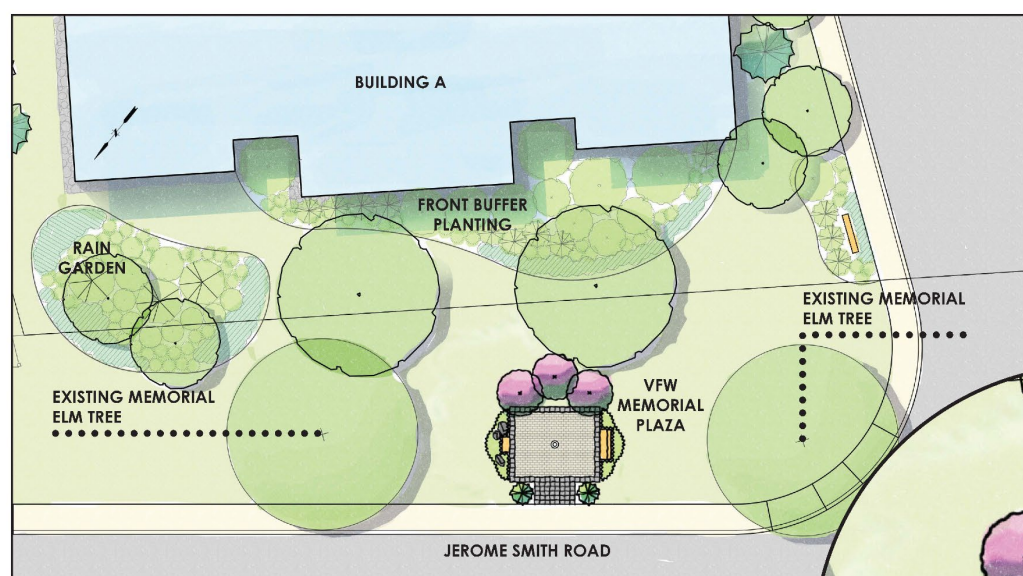 BUILDING A
FRONT BUFFER
PLANTING
RAIN
GARDEN
EXISTING MEMORIAL
ELM TREE
EXISTING MEMORIAL
ELM TREE
VFW
MEMORIAL
PLAZA
JEROME SMITH ROAD